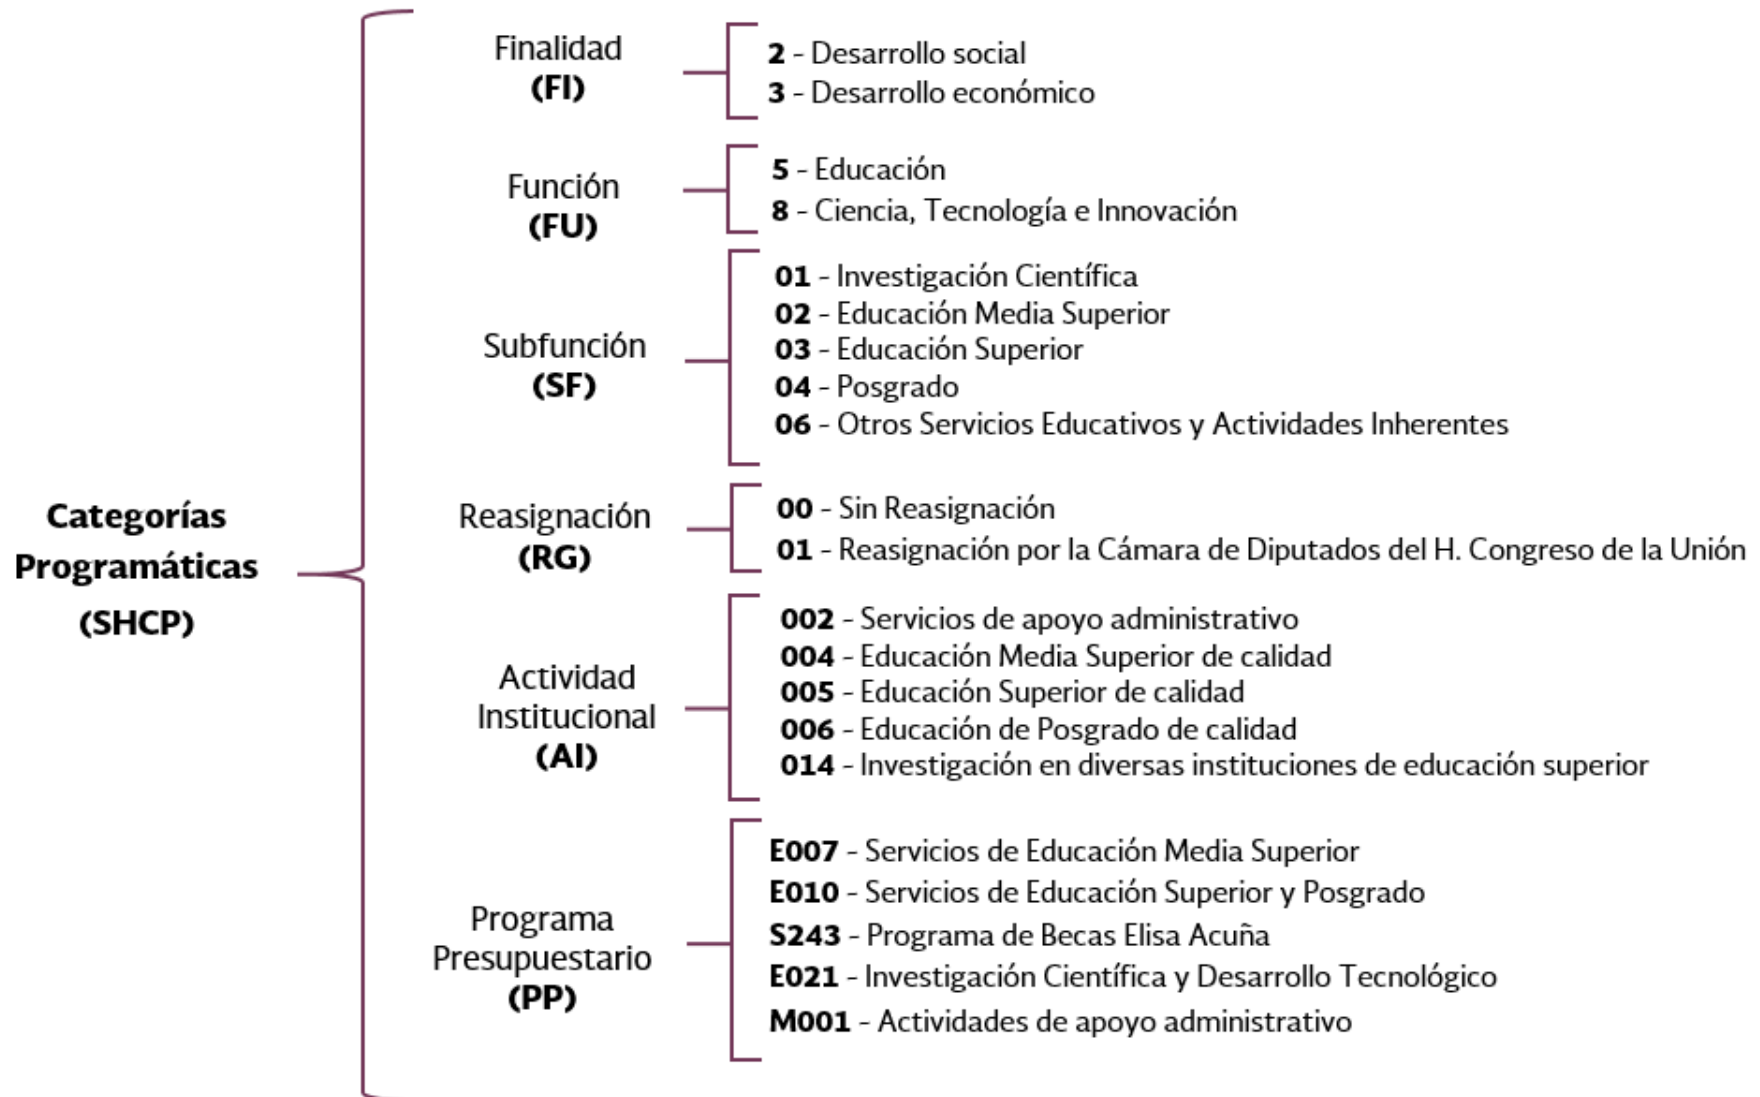 Categorías
Programáticas
(SHCP)
Finalidad
(FI)
2 - Desarrollo social
3 - Desarrollo económico
Función
(FU)
5 - Educación
8 - Ciencia, Tecnología e Innovación
Subfunción
(SF)
01 - Investigación Científica
02 - Educación Media Superior
03 - Educación Superior
04 - Posgrado
06 - Otros Servicios Educativos y Actividades Inherentes
Reasignación
(RG)
00 - Sin Reasignación
01 - Reasignación por la Cámara de Diputados del H. Congreso de la Unión
Actividad
Institucional
(AI)
002 - Servicios de apoyo administrativo
004 - Educación Media Superior de calidad
005 - Educación Superior de calidad
006 - Educación de Posgrado de calidad
014 - Investigación en diversas instituciones de educación superior
Programa
Presupuestario
(PP)
E007 - Servicios de Educación Media Superior
E010 - Servicios de Educación Superior y Posgrado
S243 - Programa de Becas Elisa Acuña
E021 - Investigación Científica y Desarrollo Tecnológico
M001 - Actividades de apoyo administrativo